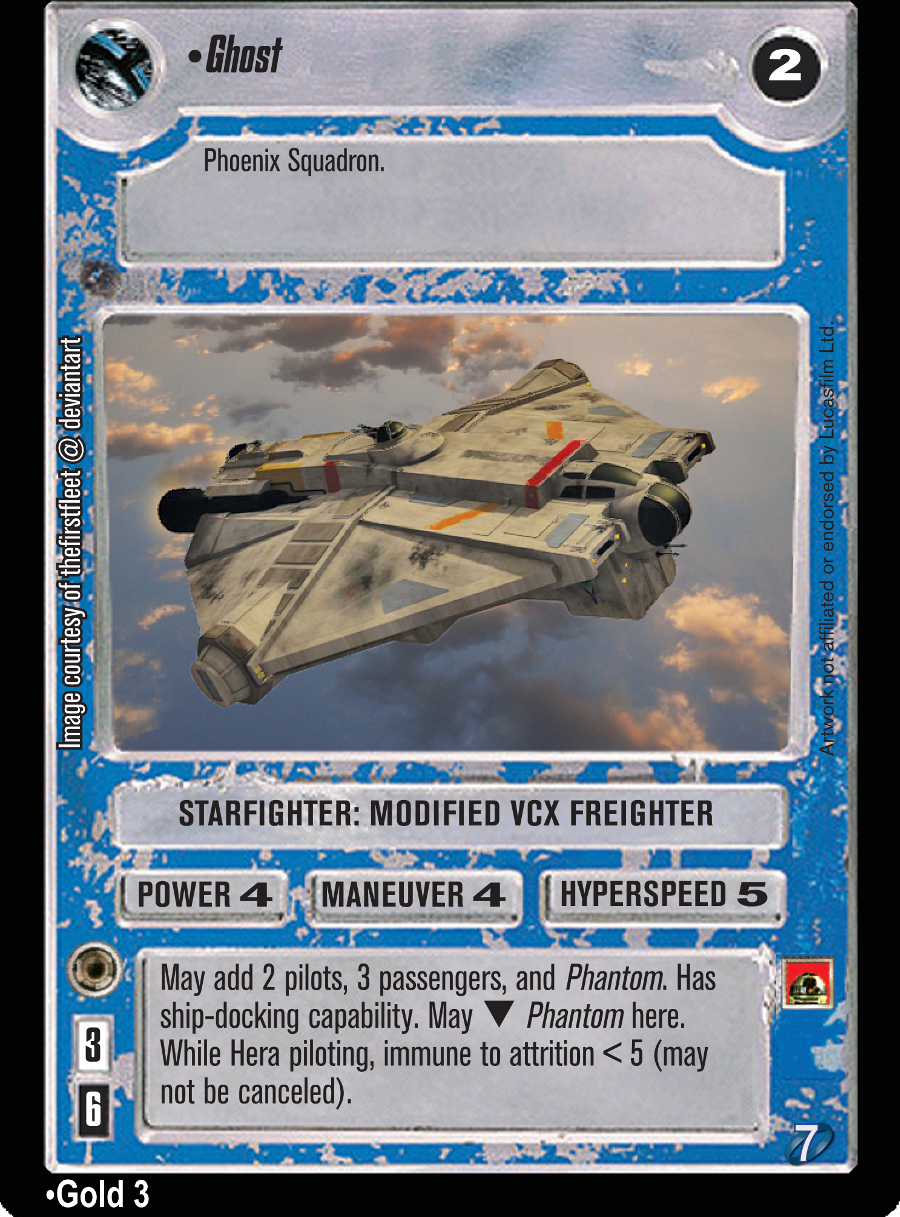 •Ghost
2
Phoenix Squadron.
Image courtesy of thefirstfleet @ deviantart
Artwork not affiliated or endorsed by Lucasfilm Ltd.
STARFIGHTER: MODIFIED VCX FREIGHTER
POWER 4
MANEUVER 4
HYPERSPEED 5
May add 2 pilots, 3 passengers, and Phantom. Has
ship-docking capability. May ▼ Phantom here.
While Hera piloting, immune to attrition < 5 (may
not be canceled).
3
6
7
•Gold 3